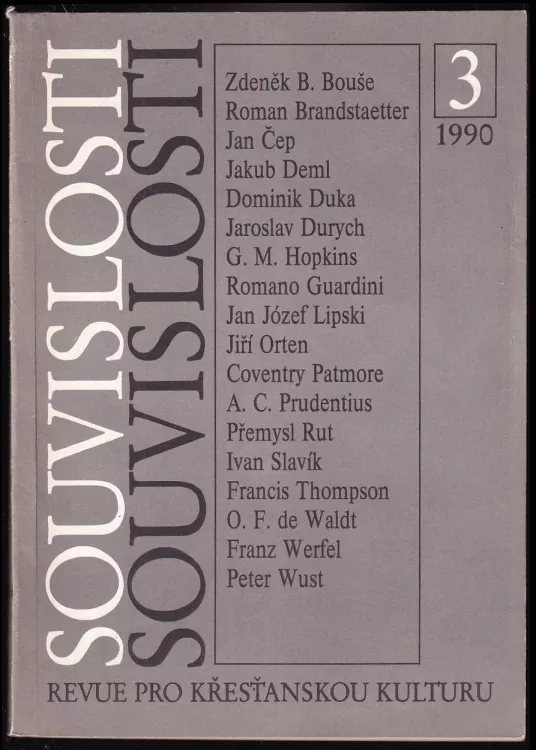 SOUVISLOSTI
SOUVISLOSTI
Zdeněk B. Bouše
Roman Brandstaetter
Jan Čep
Jakub Deml
Dominik Duka
Jaroslav Durych
G. M. Hopkins
Romano Guardini
Jan Józef Lipski
Jiří Orten
Coventry Patmore
A. C. Prudentius
Přemysl Rut
Ivan Slavík
Francis Thompson
O. F. de Waldt
Franz Werfel
Peter Wust
3
1990
REVUE PRO KŘESŤANSKOU KULTURU